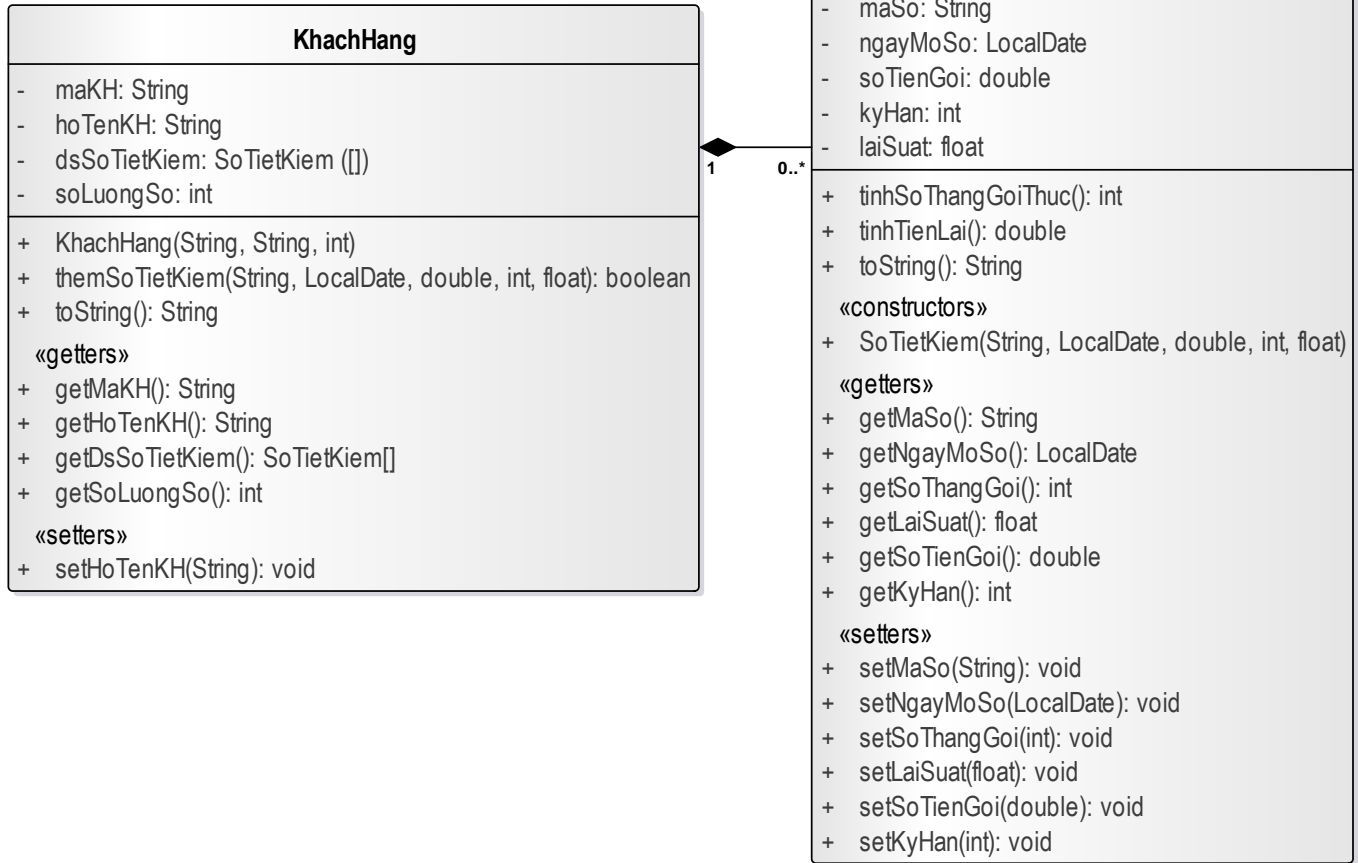 KhachHang
- maKH: String
- hoTenKH: String
- dsSoTietKiem: SoTietKiem ([])
- soLuongSo: int
+ KhachHang(String, String, int)
+ themSoTietKiem(String, LocalDate, double, int, float): boolean
+ toString(): String
«getters»
+ getMaKH(): String
+ getHoTenKH(): String
+ getDsSoTietKiem(): SoTietKiem[]
+ getSoLuongSo(): int
«setters»
+ setHoTenKH(String): void
1 0..*
- maSo: String
- ngayMoSo: LocalDate
- soTienGoi: double
- kyHan: int
- laiSuat: float
+ tinhSoThangGoiThuc(): int
+ tinhTienLai(): double
+ toString(): String
«constructors»
+ SoTietKiem(String, LocalDate, double, int, float)
«getters»
+ getMaSo(): String
+ getNgayMoSo(): LocalDate
+ getSoThangGoi(): int
+ getLaiSuat(): float
+ getSoTienGoi(): double
+ getKyHan(): int
«setters»
+ setMaSo(String): void
+ setNgayMoSo(LocalDate): void
+ setSoThangGoi(int): void
+ setLaiSuat(float): void
+ setSoTienGoi(double): void
+ setKyHan(int): void